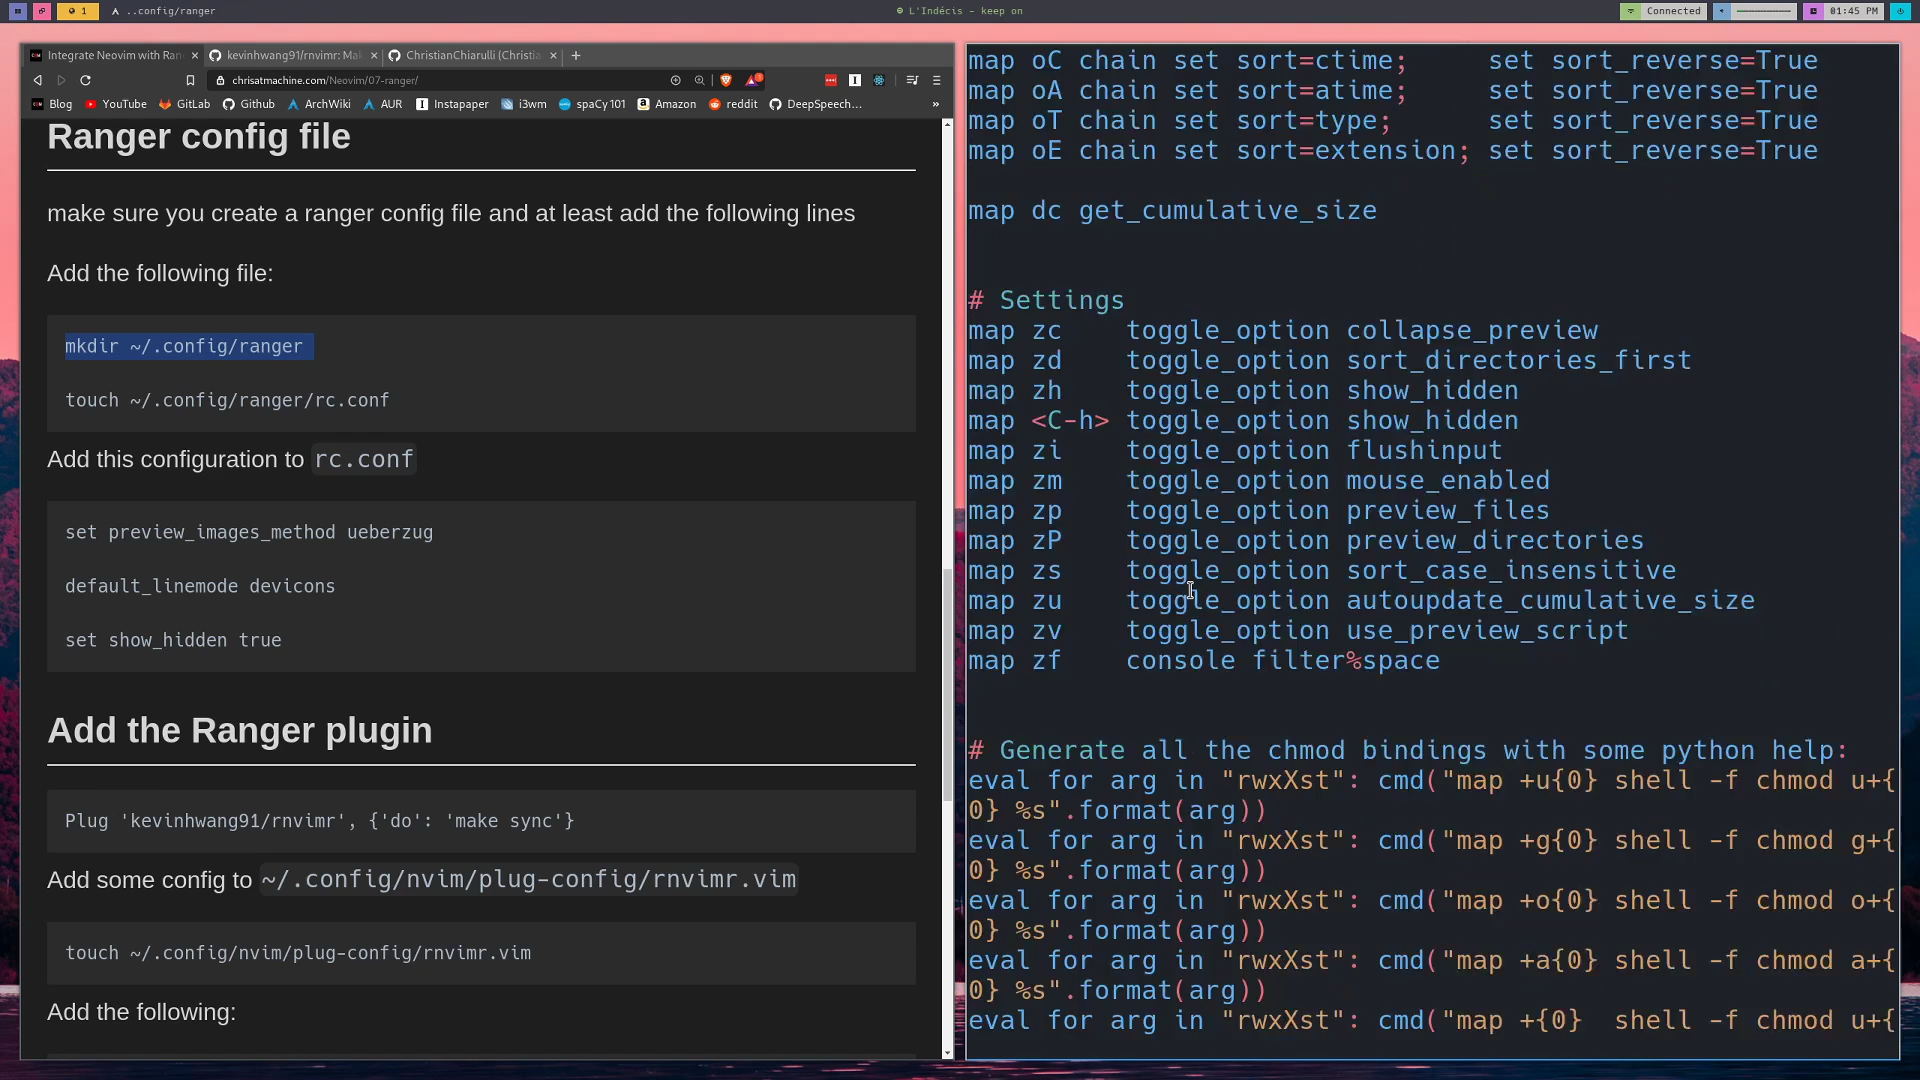 1
..config/ranger
L'Indécis - keep on
Connected
01:45 PM
Integrate Neovim with Ran
kevinhwang91/rnvimr: Ma
ChristianChiarulli (Christia
chrisatmachine.com/Neovim/07-ranger/
Blog
YouTube
GitLab
Github
ArchWiki
AUR
Instapaper
i3wm
spaCy101
Amazon
reddit
DeepSpeech...
»
Ranger config file
make sure you create a ranger config file and at least add the following lines
Add the following file:
mkdir ~/.config/ranger
touch ~/.config/ranger/rc.conf
Add this configuration to rc.conf
set preview_images_method ueberzug
default_linemode devicons
set show_hidden true
Add the Ranger plugin
Plug 'kevinhwang91/rnvimr', {'do': 'make sync'}
Add some config to ~/.config/nvim/plug-config/rnvimr.vim
touch ~/.config/nvim/plug-config/rnvimr.vim
Add the following:
map oC chain set sort=ctime;     set sort_reverse=True
map oA chain set sort=atime;     set sort_reverse=True
map oT chain set sort=type;      set sort_reverse=True
map oE chain set sort=extension; set sort_reverse=True
map dc get_cumulative_size
# Settings
map zc    toggle_option collapse_preview
map zd    toggle_option sort_directories_first
map zh    toggle_option show_hidden
map <C-h> toggle_option show_hidden
map zi    toggle_option flushinput
map zm    toggle_option mouse_enabled
map zp    toggle_option preview_files
map zP    toggle_option preview_directories
map zs    toggle_option sort_case_insensitive
map zu    toggle_option autoupdate_cumulative_size
map zv    toggle_option use_preview_script
map zf    console filter%space
# Generate all the chmod bindings with some python help:
eval for arg in "rwxXst": cmd("map +u{0} shell -f chmod u+{
0} %s".format(arg))
eval for arg in "rwxXst": cmd("map +g{0} shell -f chmod g+{
0} %s".format(arg))
eval for arg in "rwxXst": cmd("map +o{0} shell -f chmod o+{
0} %s".format(arg))
eval for arg in "rwxXst": cmd("map +a{0} shell -f chmod a+{
0} %s".format(arg))
eval for arg in "rwxXst": cmd("map +{0}  shell -f chmod u+{